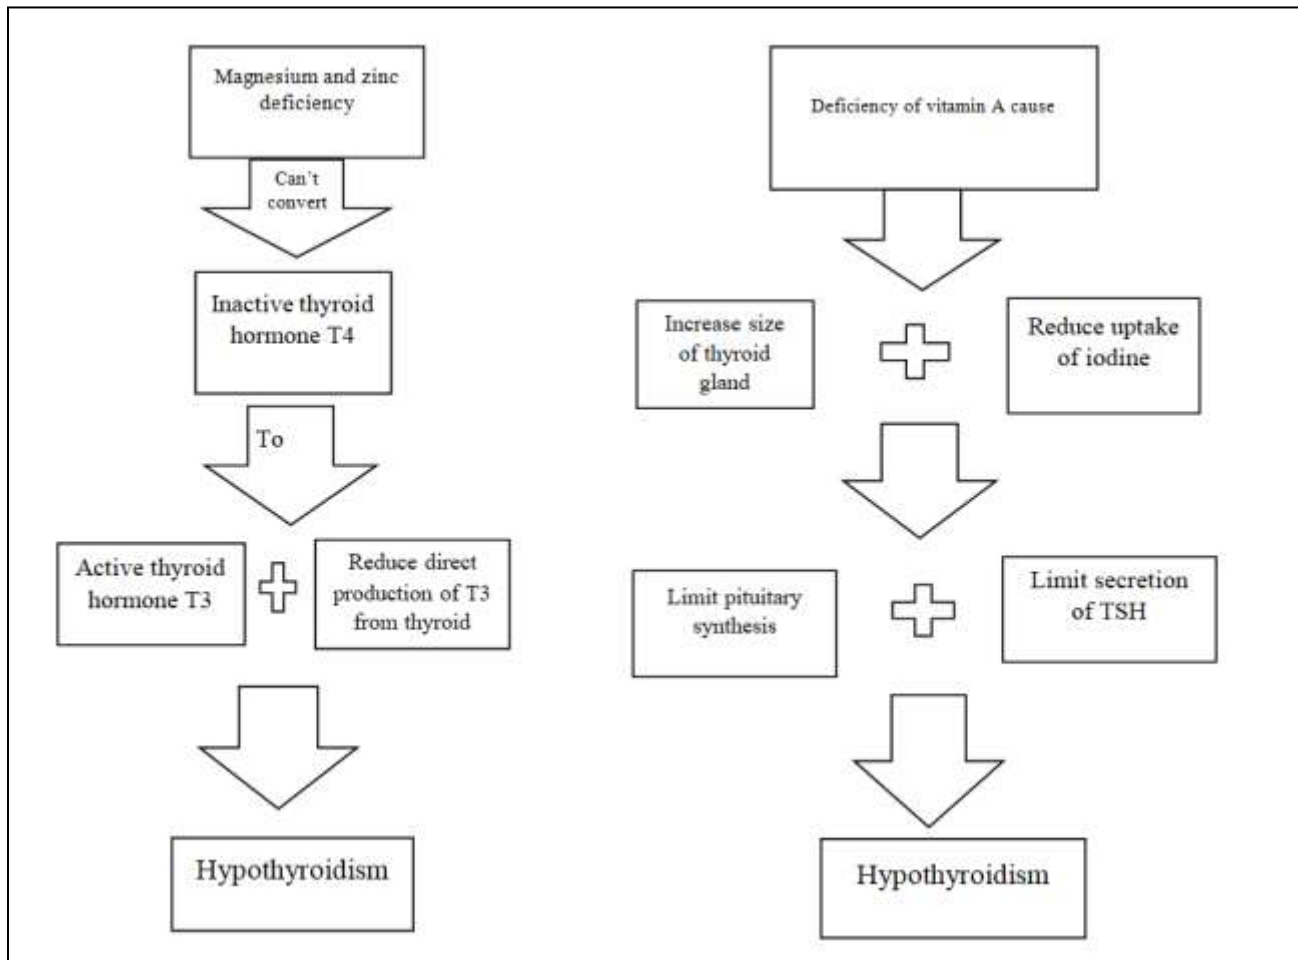 Magnesium and zinc
deficiency
Can't
convert
Inactive thyroid
hormone T4
To
Active thyroid
hormone T3
Reduce direct
production of T3
from thyroid
Hypothyroidism
Deficiency of vitamin A cause
Increase size
of thyroid
gland
Reduce uptake
of iodine
Limit pituitary
synthesis
Limit secretion
of TSH
Hypothyroidism